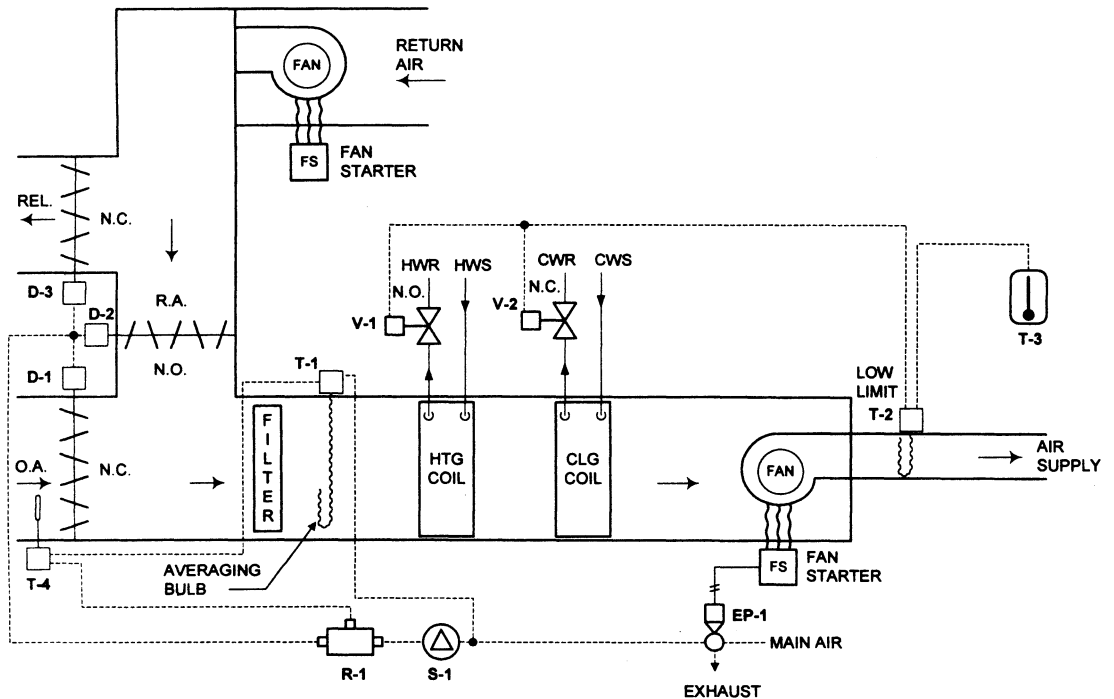 RETURN
AIR
FAN
FS
FAN
STARTER
REL.
N.C.
D-3
R.A.
D-2
N.O.
D-1
HWR
HWS
CWR
CWS
N.O.
N.C.
V-1
V-2
T-3
T-1
LOW
LIMIT
T-2
O.A.
N.C.
FILTER
HTG
COIL
CLG
COIL
FAN
AIR
SUPPLY
T-4
AVERAGING
BULB
FS
FAN
STARTER
EP-1
R-1
S-1
MAIN AIR
EXHAUST